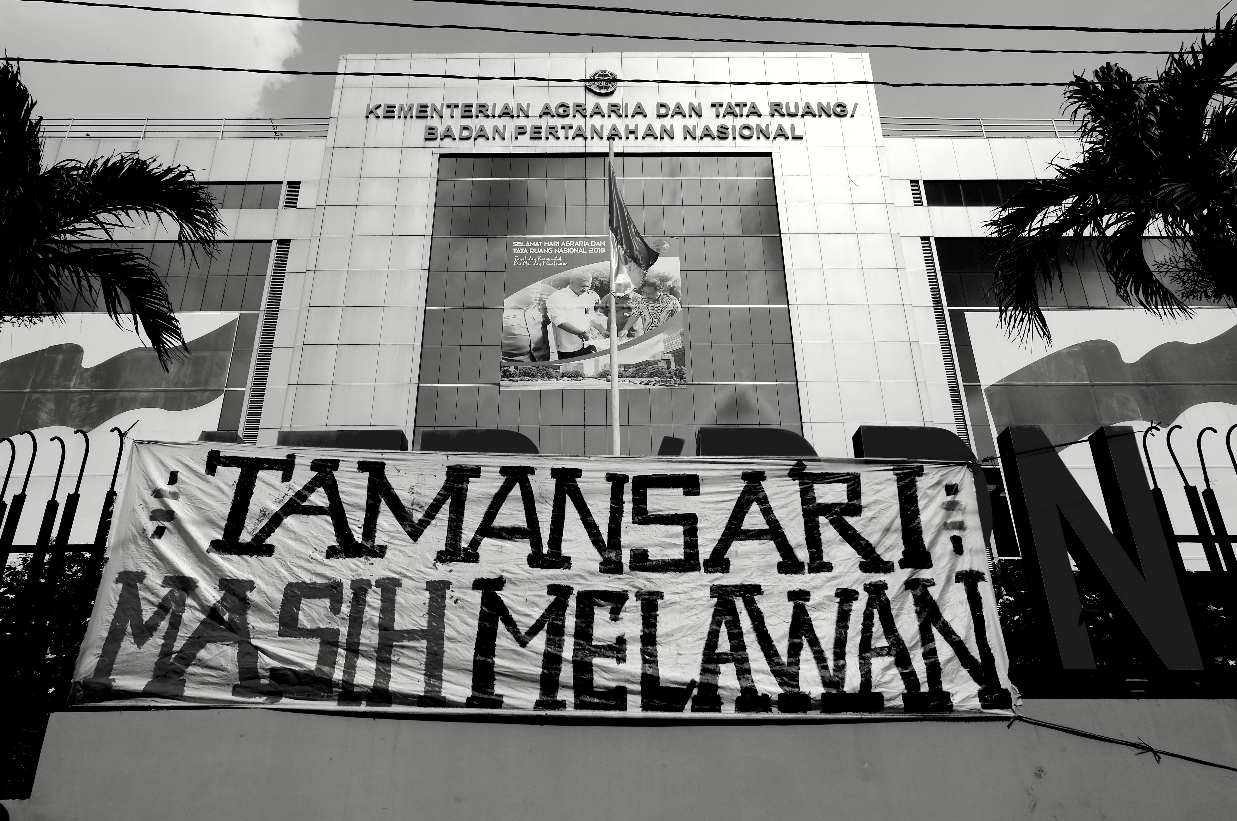 KEMENTERIAN AGRARIA DAN TATA RUANG/
BADAN PERTANAHAN NASIONAL
SELAMAT HARI AGRARIA DAN
TATA RUANG NASIONAL 2019
TAMANSARI
MASIH MELAWAN
N